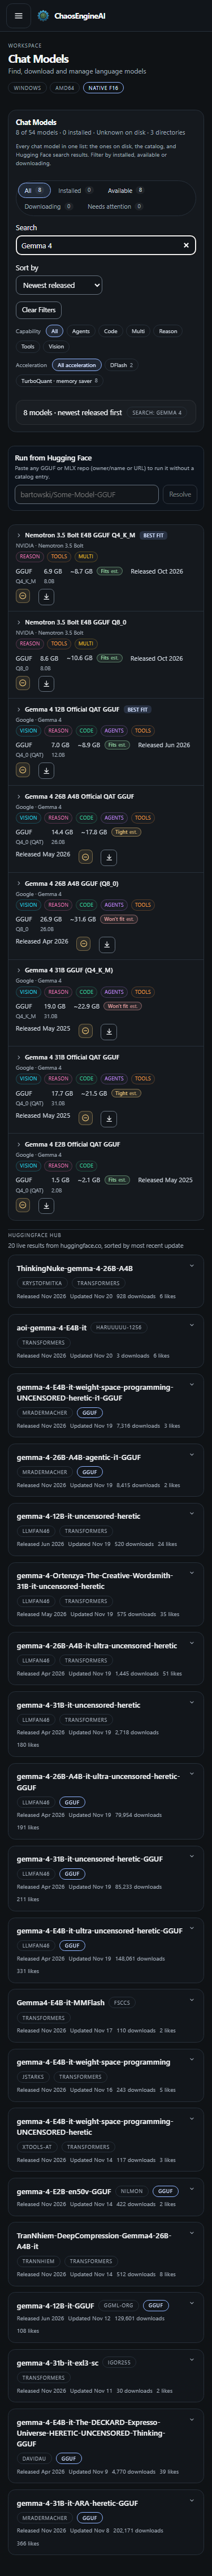 ChaosEngineAI
WORKSPACE
Chat Models
Find, download and manage language models
WINDOWS AMD64 NATIVE F16
Chat Models
8 of 54 models · 0 installed · Unknown on disk · 3 directories
Every chat model in one list: the ones on disk, the catalog, and
Hugging Face search results. Filter by installed, available or
downloading.
All 8 Installed 0 Available 8
Downloading 0 Needs attention 0
Search
Gemma 4
Sort by
Newest released
Clear Filters
Capability All Agents Code Multi Reason
Tools Vision
Acceleration All acceleration DFlash 2
TurboQuant · memory saver 8
8 models · newest released first SEARCH: GEMMA 4
Run from Hugging Face
Paste any GGUF or MLX repo (owner/name or URL) to run it without a
catalog entry.
bartowski/Some-Model-GGUF Resolve
Nemotron 3.5 Bolt E4B GGUF Q4_K_M BEST FIT
NVIDIA · Nemotron 3.5 Bolt
REASON TOOLS MULTI
GGUF 6.9 GB ~8.7 GB Fits est. Released Oct 2026
Q4_K_M 8.0B
Nemotron 3.5 Bolt E4B GGUF Q8_0
NVIDIA · Nemotron 3.5 Bolt
REASON TOOLS MULTI
GGUF 8.6 GB ~10.6 GB Fits est. Released Oct 2026
Q8_0 8.0B
Gemma 4 12B Official QAT GGUF BEST FIT
Google · Gemma 4
VISION REASON CODE AGENTS TOOLS
GGUF 7.0 GB ~8.9 GB Fits est. Released Jun 2026
Q4_0 (QAT) 12.0B
Gemma 4 26B A4B Official QAT GGUF
Google · Gemma 4
VISION REASON CODE AGENTS TOOLS
GGUF 14.4 GB ~17.8 GB Tight est.
Q4_0 (QAT) 26.0B
Released May 2026
Gemma 4 26B A4B GGUF (Q8_0)
Google · Gemma 4
VISION REASON CODE AGENTS TOOLS
GGUF 26.9 GB ~31.6 GB Won't fit est.
Q8_0 26.0B
Released Apr 2026
Gemma 4 31B GGUF (Q4_K_M)
Google · Gemma 4
VISION REASON CODE AGENTS TOOLS
GGUF 19.0 GB ~22.9 GB Won't fit est.
Q4_K_M 31.0B
Released May 2025
Gemma 4 31B Official QAT GGUF
Google · Gemma 4
VISION REASON CODE AGENTS TOOLS
GGUF 17.7 GB ~21.5 GB Tight est.
Q4_0 (QAT) 31.0B
Released May 2025
Gemma 4 E2B Official QAT GGUF
Google · Gemma 4
VISION REASON CODE
GGUF 1.5 GB ~2.1 GB Fits est. Released May 2025
Q4_0 (QAT) 2.0B
HUGGINGFACE HUB
20 live results from huggingface.co, sorted by most recent update
ThinkingNuke-gemma-4-26B-A4B
KRYSTOFMITKA TRANSFORMERS
Released Nov 2026 Updated Nov 20 928 downloads 6 likes
aoi-gemma-4-E4B-it HARUUUUU-1256
TRANSFORMERS
Released Nov 2026 Updated Nov 20 3 downloads 6 likes
gemma-4-E4B-it-weight-space-programming-
UNCENSORED-heretic-i1-GGUF
MRADERMACHER GGUF
Released Nov 2026 Updated Nov 19 7,316 downloads 3 likes
gemma-4-26B-A4B-agentic-i1-GGUF
MRADERMACHER GGUF
Released Nov 2026 Updated Nov 19 8,415 downloads 2 likes
gemma-4-12B-it-uncensored-heretic
LLMFAN46 TRANSFORMERS
Released Jun 2026 Updated Nov 19 520 downloads 24 likes
gemma-4-Ortenzya-The-Creative-Wordsmith-
31B-it-uncensored-heretic
LLMFAN46 TRANSFORMERS
Released May 2026 Updated Nov 19 575 downloads 35 likes
gemma-4-26B-A4B-it-ultra-uncensored-heretic
LLMFAN46 TRANSFORMERS
Released Apr 2026 Updated Nov 19 1,445 downloads 51 likes
gemma-4-31B-it-uncensored-heretic
LLMFAN46 TRANSFORMERS
Released Apr 2026 Updated Nov 19 2,718 downloads
180 likes
gemma-4-26B-A4B-it-ultra-uncensored-heretic-
GGUF
LLMFAN46 GGUF
Released Apr 2026 Updated Nov 19 79,954 downloads
191 likes
gemma-4-31B-it-uncensored-heretic-GGUF
LLMFAN46 GGUF
Released Apr 2026 Updated Nov 19 85,233 downloads
211 likes
gemma-4-E4B-it-ultra-uncensored-heretic-GGUF
LLMFAN46 GGUF
Released Apr 2026 Updated Nov 19 148,061 downloads
331 likes
Gemma4-E4B-it-MMFlash FSCCS
TRANSFORMERS
Released Nov 2026 Updated Nov 17 110 downloads 2 likes
gemma-4-E4B-it-weight-space-programming
JSTARKS TRANSFORMERS
Released Nov 2026 Updated Nov 16 243 downloads 5 likes
gemma-4-E4B-it-weight-space-programming-
UNCENSORED-heretic
XTOOLS-AT TRANSFORMERS
Released Nov 2026 Updated Nov 14 117 downloads 3 likes
gemma-4-E2B-en50v-GGUF NILMON GGUF
Released Nov 2026 Updated Nov 14 422 downloads 2 likes
TranNhiem-DeepCompression-Gemma4-26B-
A4B-it
TRANNHIEM TRANSFORMERS
Released Nov 2026 Updated Nov 14 512 downloads 8 likes
gemma-4-12B-it-GGUF GGML-ORG GGUF
Released Jun 2026 Updated Nov 12 129,601 downloads
108 likes
gemma-4-31b-it-exl3-sc IGOR255
TRANSFORMERS
Released Nov 2026 Updated Nov 11 30 downloads 2 likes
gemma-4-E4B-it-The-DECKARD-Expresso-
Universe-HERETIC-UNCENSORED-Thinking-
GGUF
DAVIDAU GGUF
Released Apr 2026 Updated Nov 9 4,770 downloads 39 likes
gemma-4-31B-it-ARA-heretic-GGUF
MRADERMACHER GGUF
Released Nov 2026 Updated Nov 8 202,171 downloads
366 likes